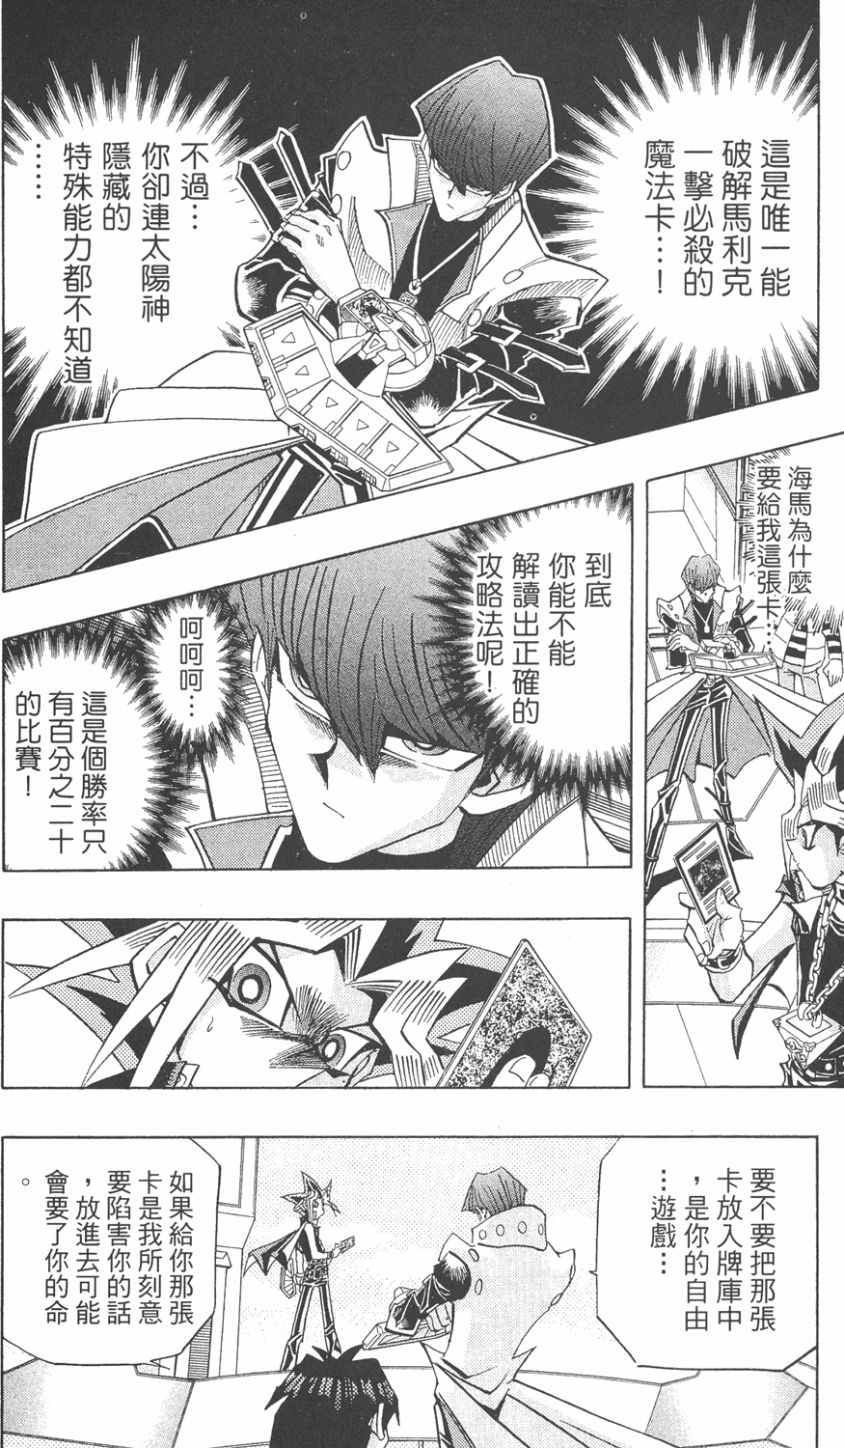 這是唯一能
破解馬利克
一擊必殺的
魔法卡…！
不過…
你卻連太陽神
隱藏的
特殊能力都不知道
……
海馬為什麼
要給我這張卡…
到底
你能不能
解讀出正確的
攻略法呢！
呵呵呵…
這是個勝率只
有百分之二十
的比賽！
要不要把那張
卡放入牌庫中
，是你的自由
…遊戲…
如果給你那張
卡是我所刻意
要陷害你的話
，放進去可能
會要了你的命
。